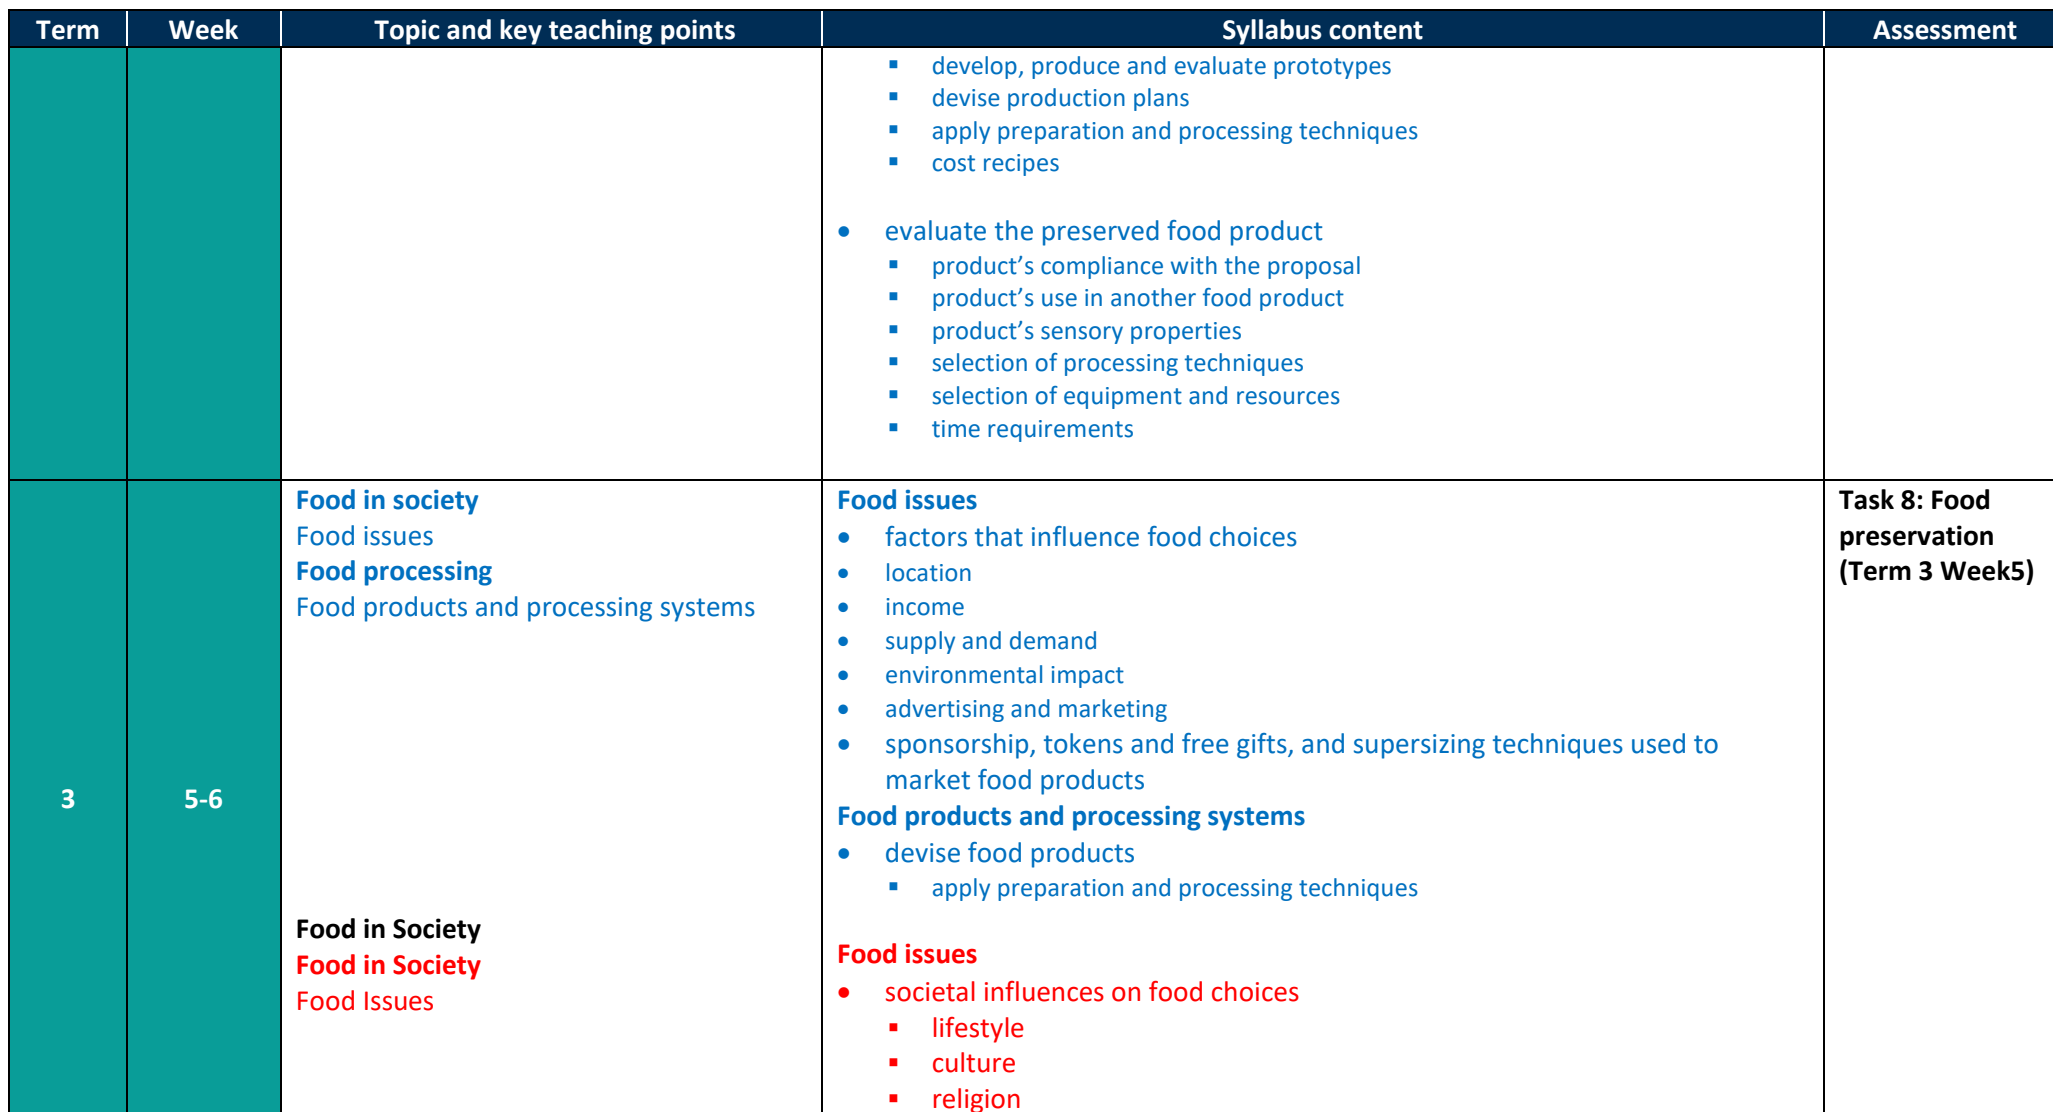 Term Week Topic and key teaching points Syllabus content Assessment
▪ develop, produce and evaluate prototypes
▪ devise production plans
▪ apply preparation and processing techniques
▪ cost recipes
• evaluate the preserved food product
▪ product’s compliance with the proposal
▪ product’s use in another food product
▪ product’s sensory properties
▪ selection of processing techniques
▪ selection of equipment and resources
▪ time requirements
3
5-6
Food in society
Food issues
Food processing
Food products and processing systems
Food in Society
Food in Society
Food Issues
Food issues
• factors that influence food choices
• location
• income
• supply and demand
• environmental impact
• advertising and marketing
• sponsorship, tokens and free gifts, and supersizing techniques used to
market food products
Food products and processing systems
• devise food products
▪ apply preparation and processing techniques
Food issues
• societal influences on food choices
▪ lifestyle
▪ culture
▪ religion
Task 8: Food
preservation
(Term 3 Week5)